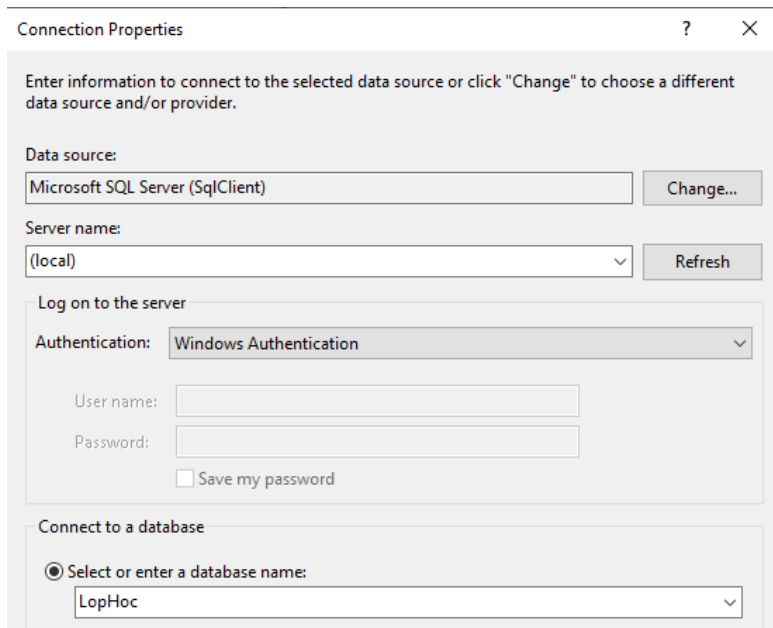 Connection Properties
?
Enter information to connect to the selected data source or click "Change" to choose a different
data source and/or provider.
Data source:
Microsoft SQL Server (SqlClient)
Change...
Server name:
(local)
Refresh
Log on to the server
Authentication:
Windows Authentication
User name:
Password:
Save my password
Connect to a database
Select or enter a database name:
LopHoc